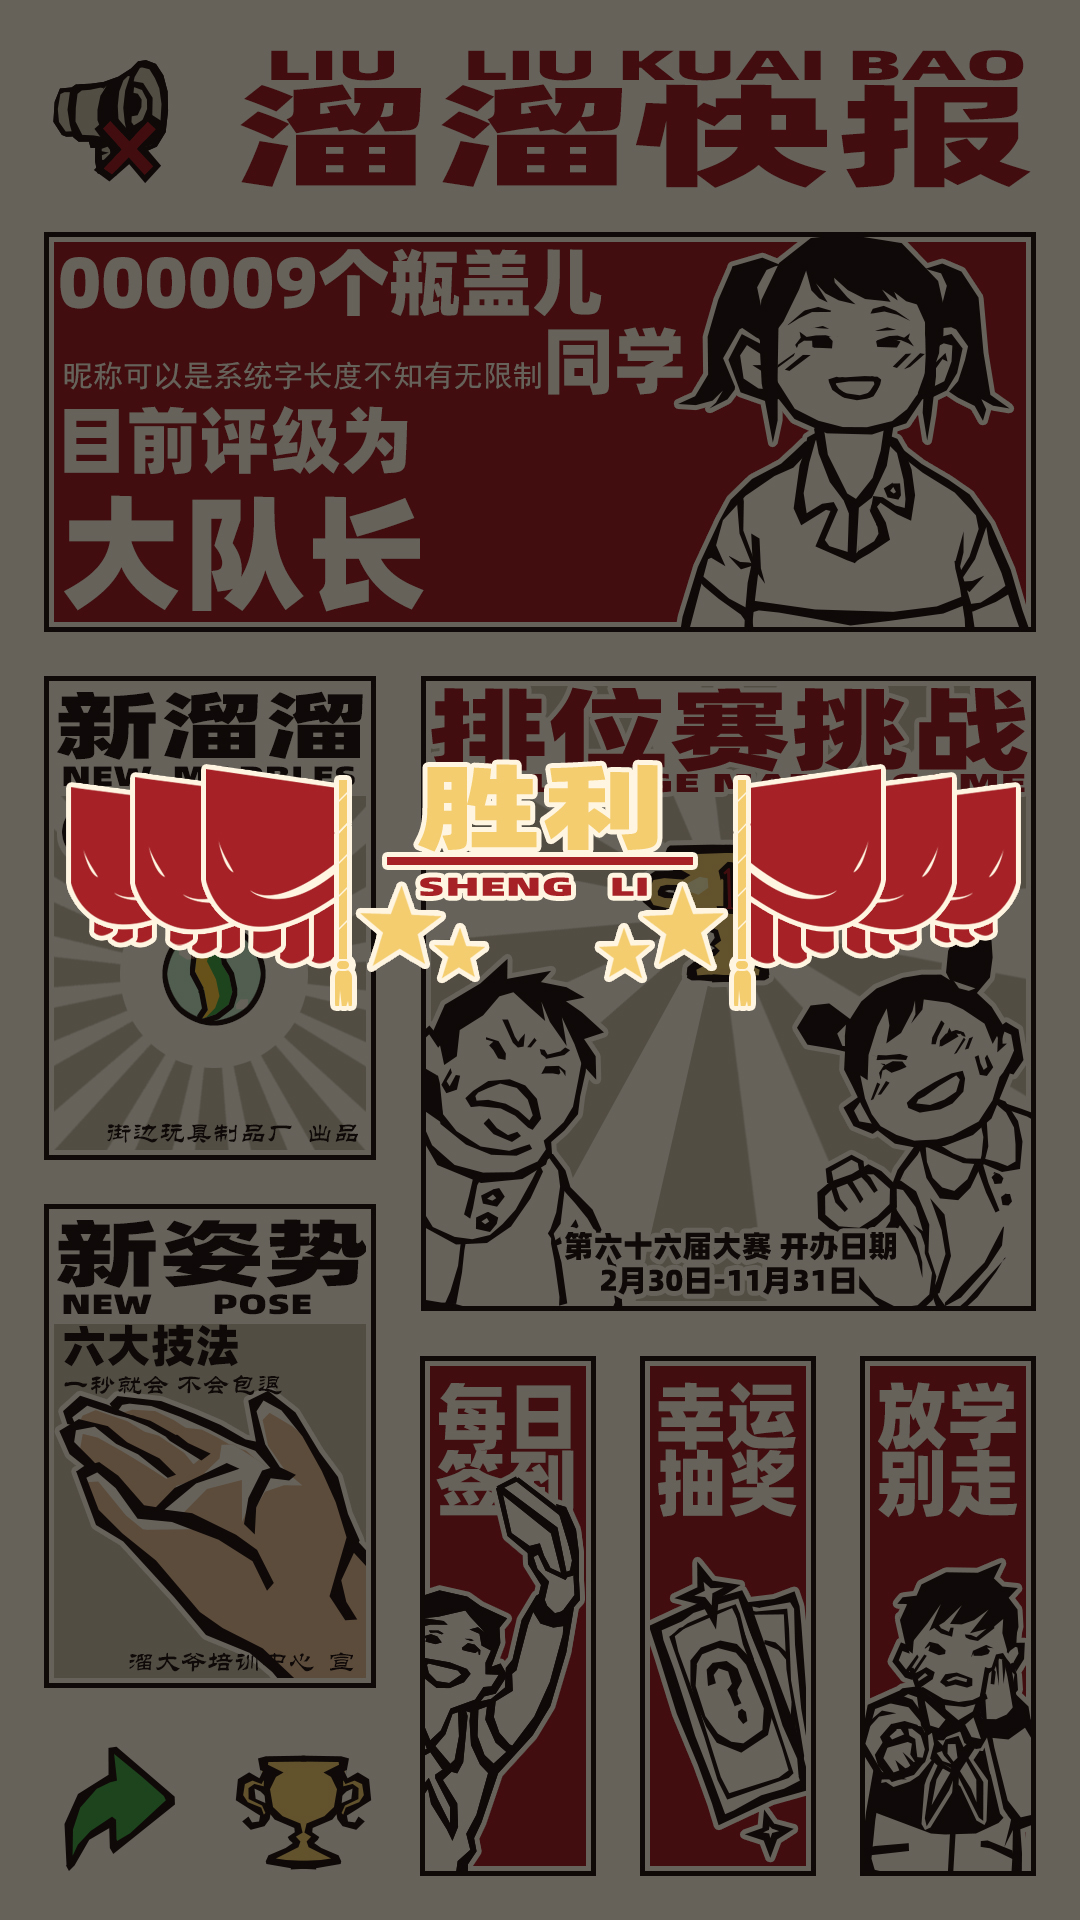 LIU LIU KUAI BAO
溜溜快报
000009个瓶盖儿
昵称可以是系统字长度不知有无限制同学
目前评级为
大队长
新溜溜
NEW MARBLES
排位赛挑战
胜利
SHENG LI
街边玩具制品厂 出品
第六十六届大赛 开办日期
2月30日-11月31日
新姿势
NEW POSE
六大技法
一秒就会 不会包退
溜大爷培训中心 宣
每日
签到
幸运
抽奖
放学
别走